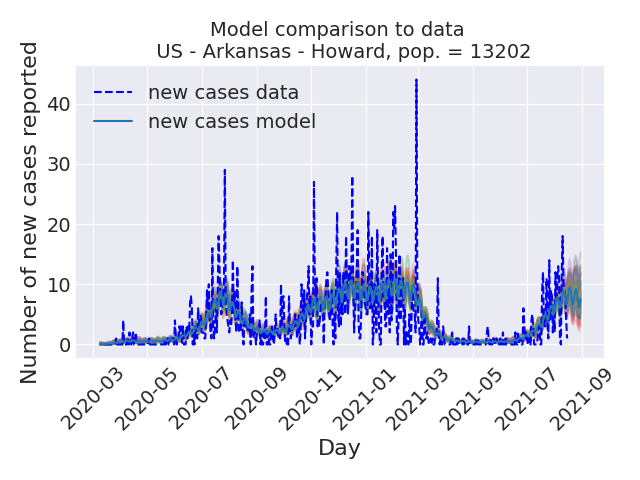 Model comparison to data
US - Arkansas - Howard, pop. = 13202
Number of new cases reported
new cases data
new cases model
40
30
20
10
0
2020-03
2020-05
2020-07
2020-09
2020-11
2021-01
2021-03
2021-05
2021-07
2021-09
Day